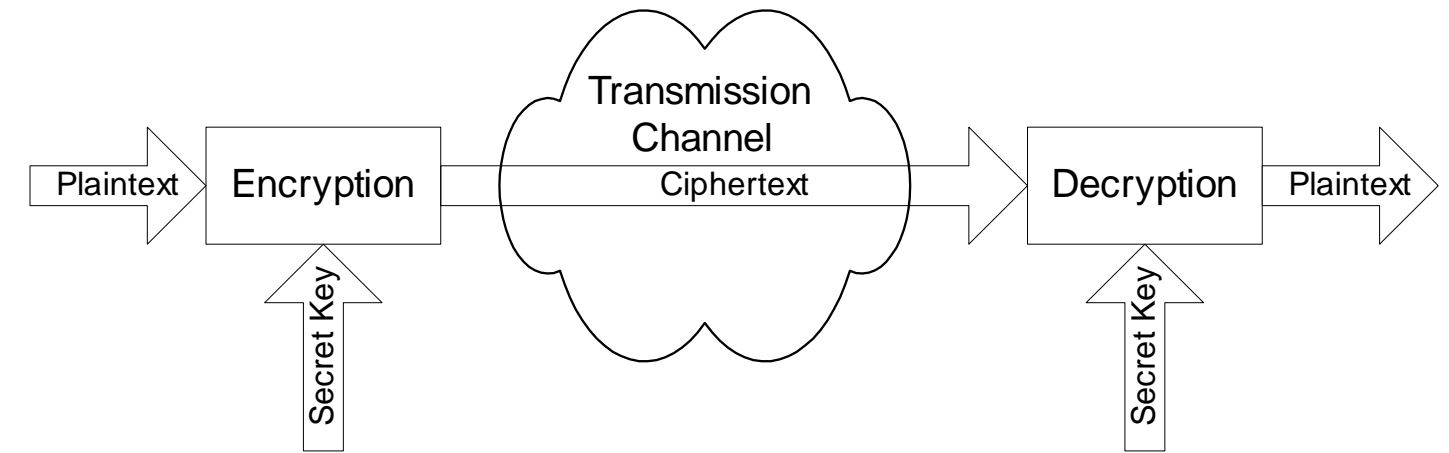 Transmission
Channel
Plaintext
Encryption
Ciphertext
Decryption
Plaintext
Secret Key
Secret Key